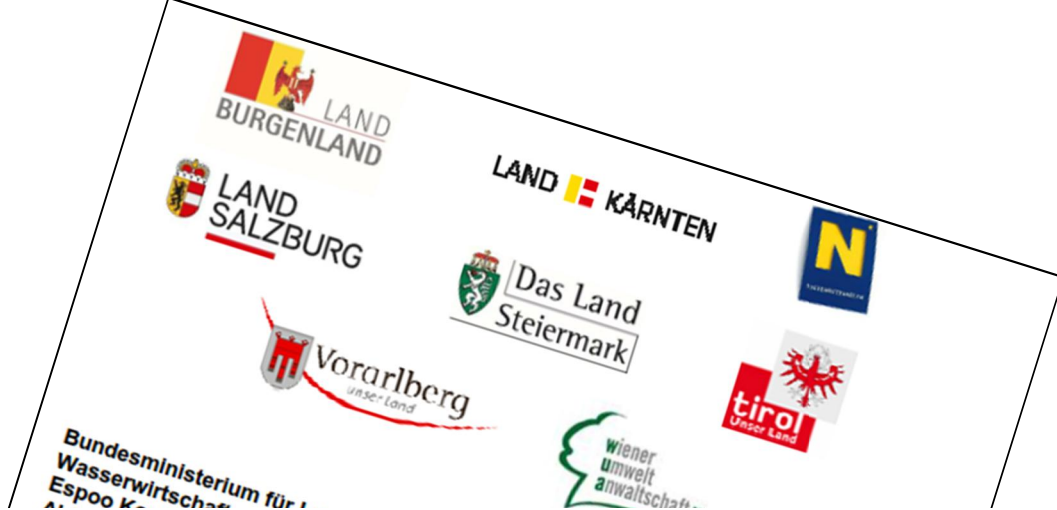 LAND
BURGENLAND
LAND KÄRNTEN
LAND
SALZBURG
N
Das Land
Steiermark
Vorarlberg
unser Land
tirol
Unser Land
wiener
umwelt
anwaltschaft
Bundesministerium für
Espoo